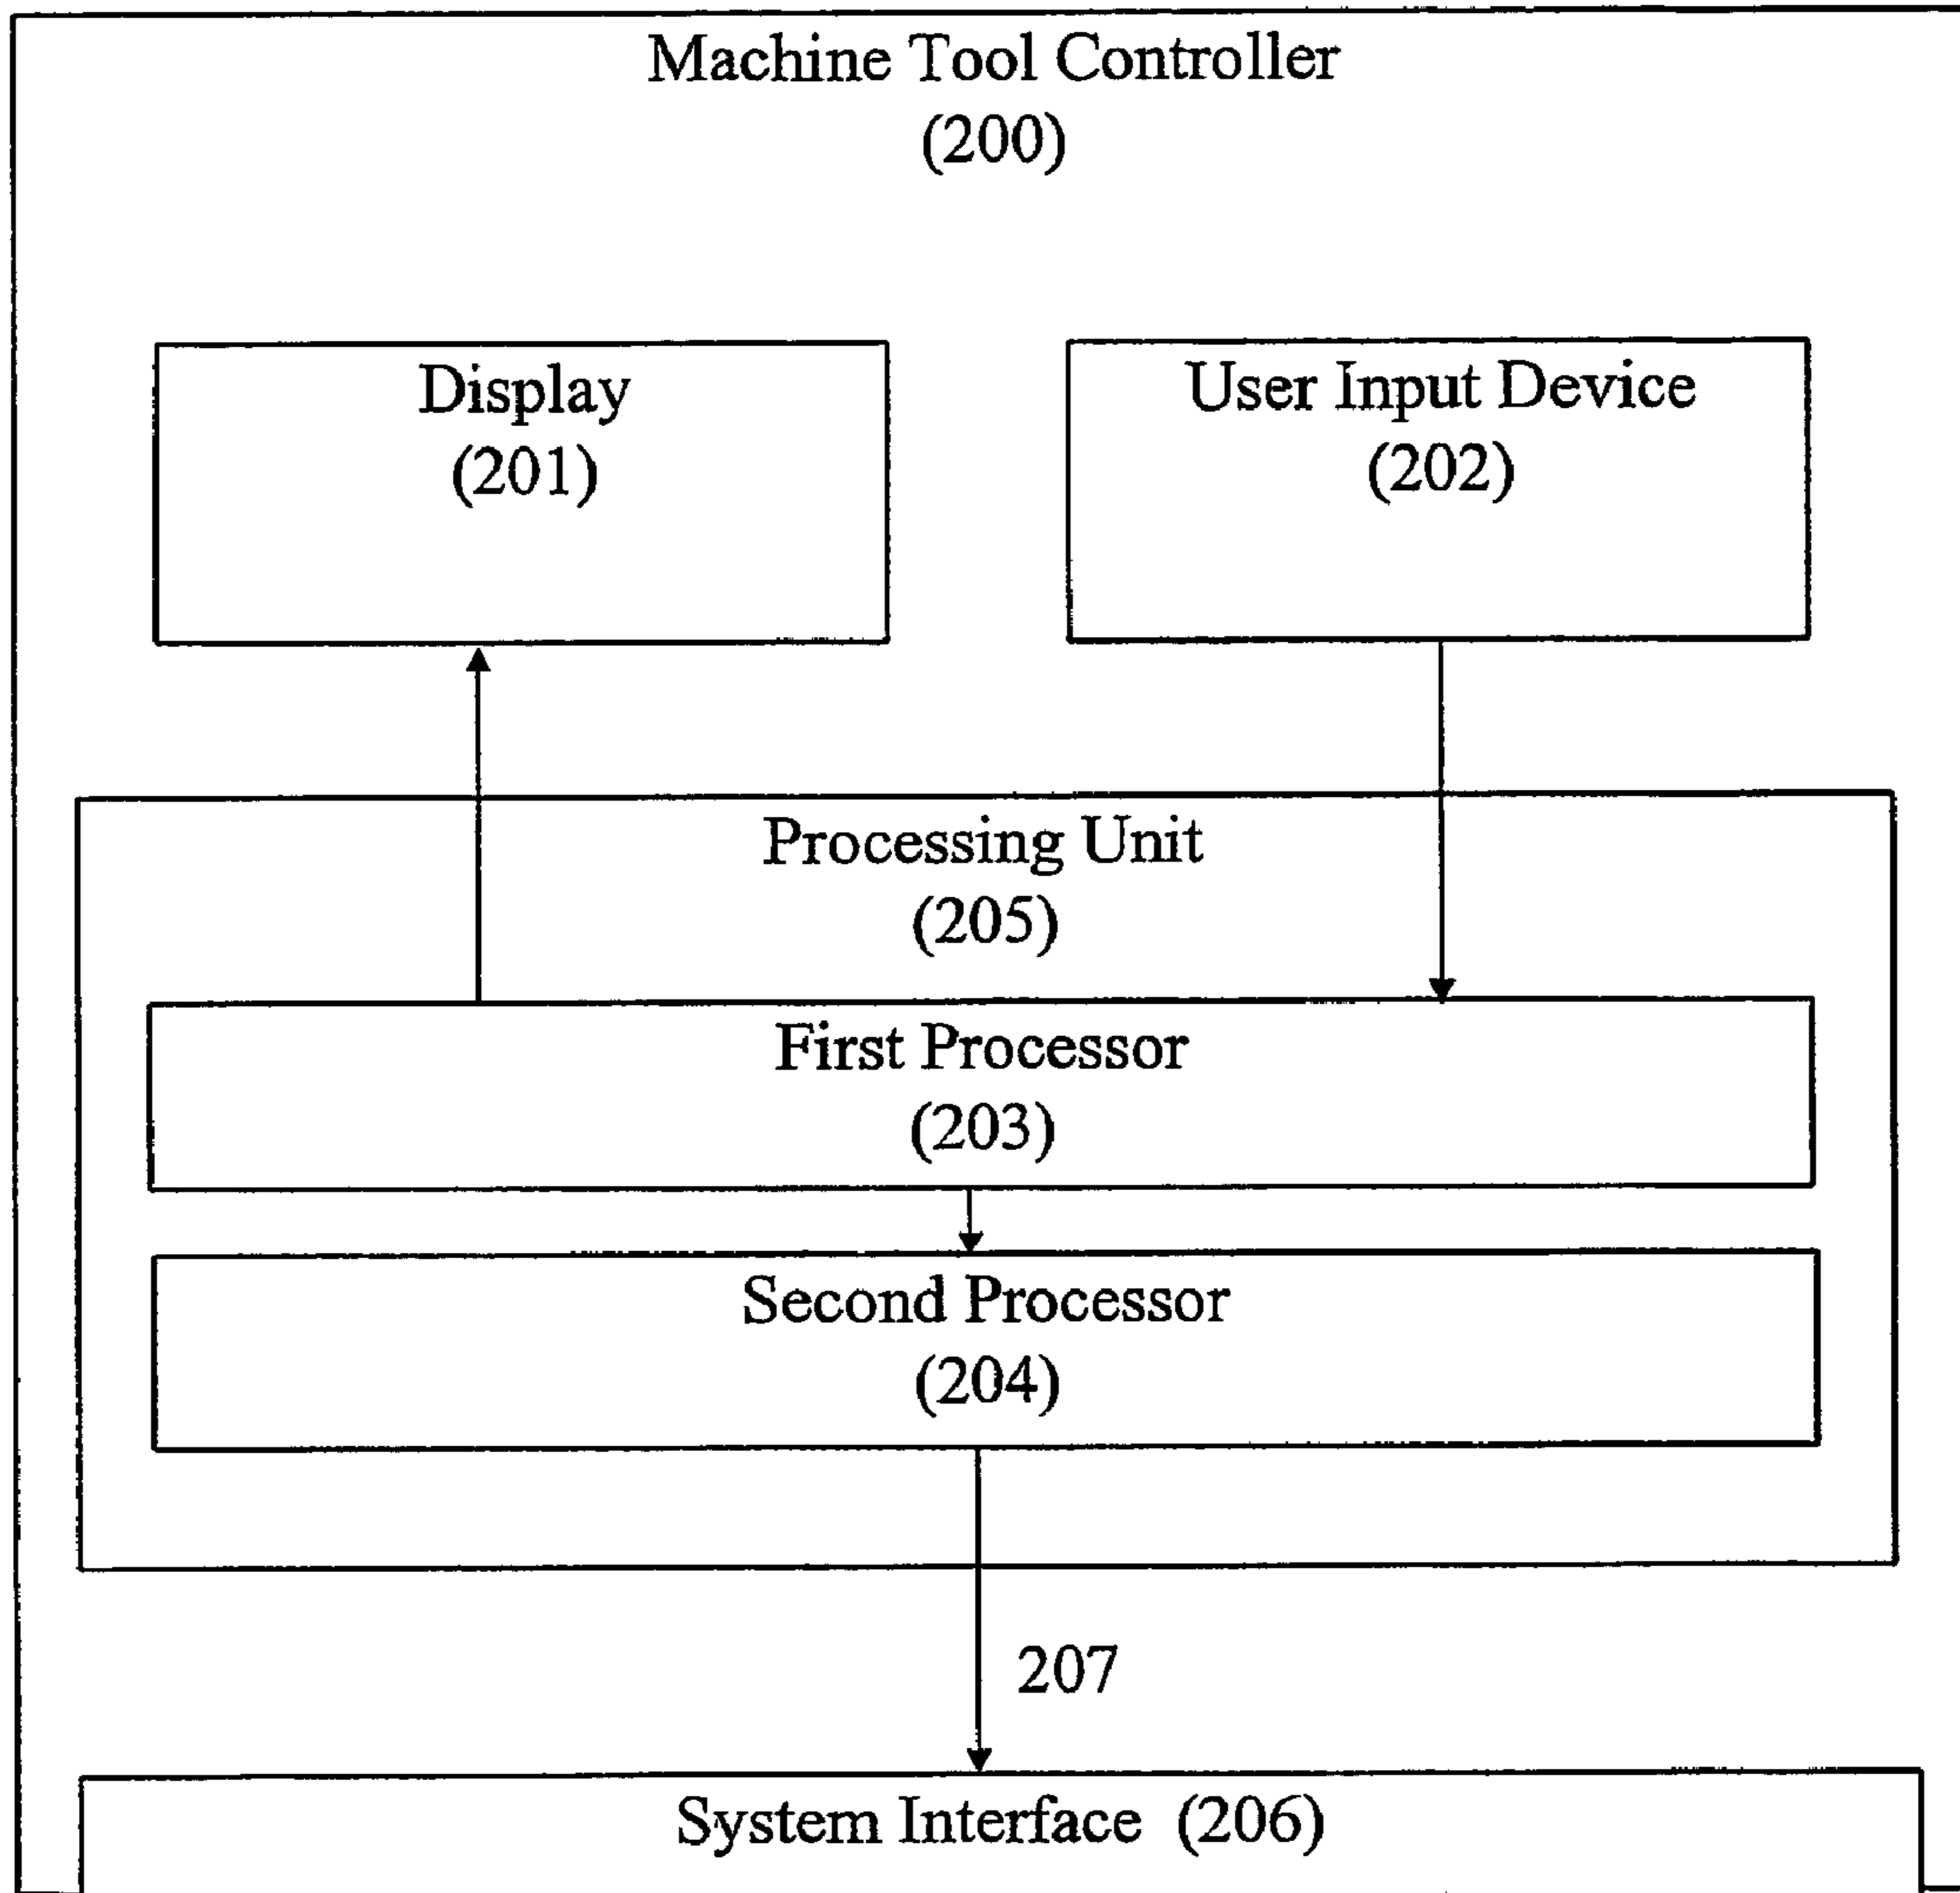 Machine Tool Controller
(200)
Display
(201)
User Input Device
(202)
Processing Unit
(205)
First Processor
(203)
Second Processor
(204)
207
System Interface (206)